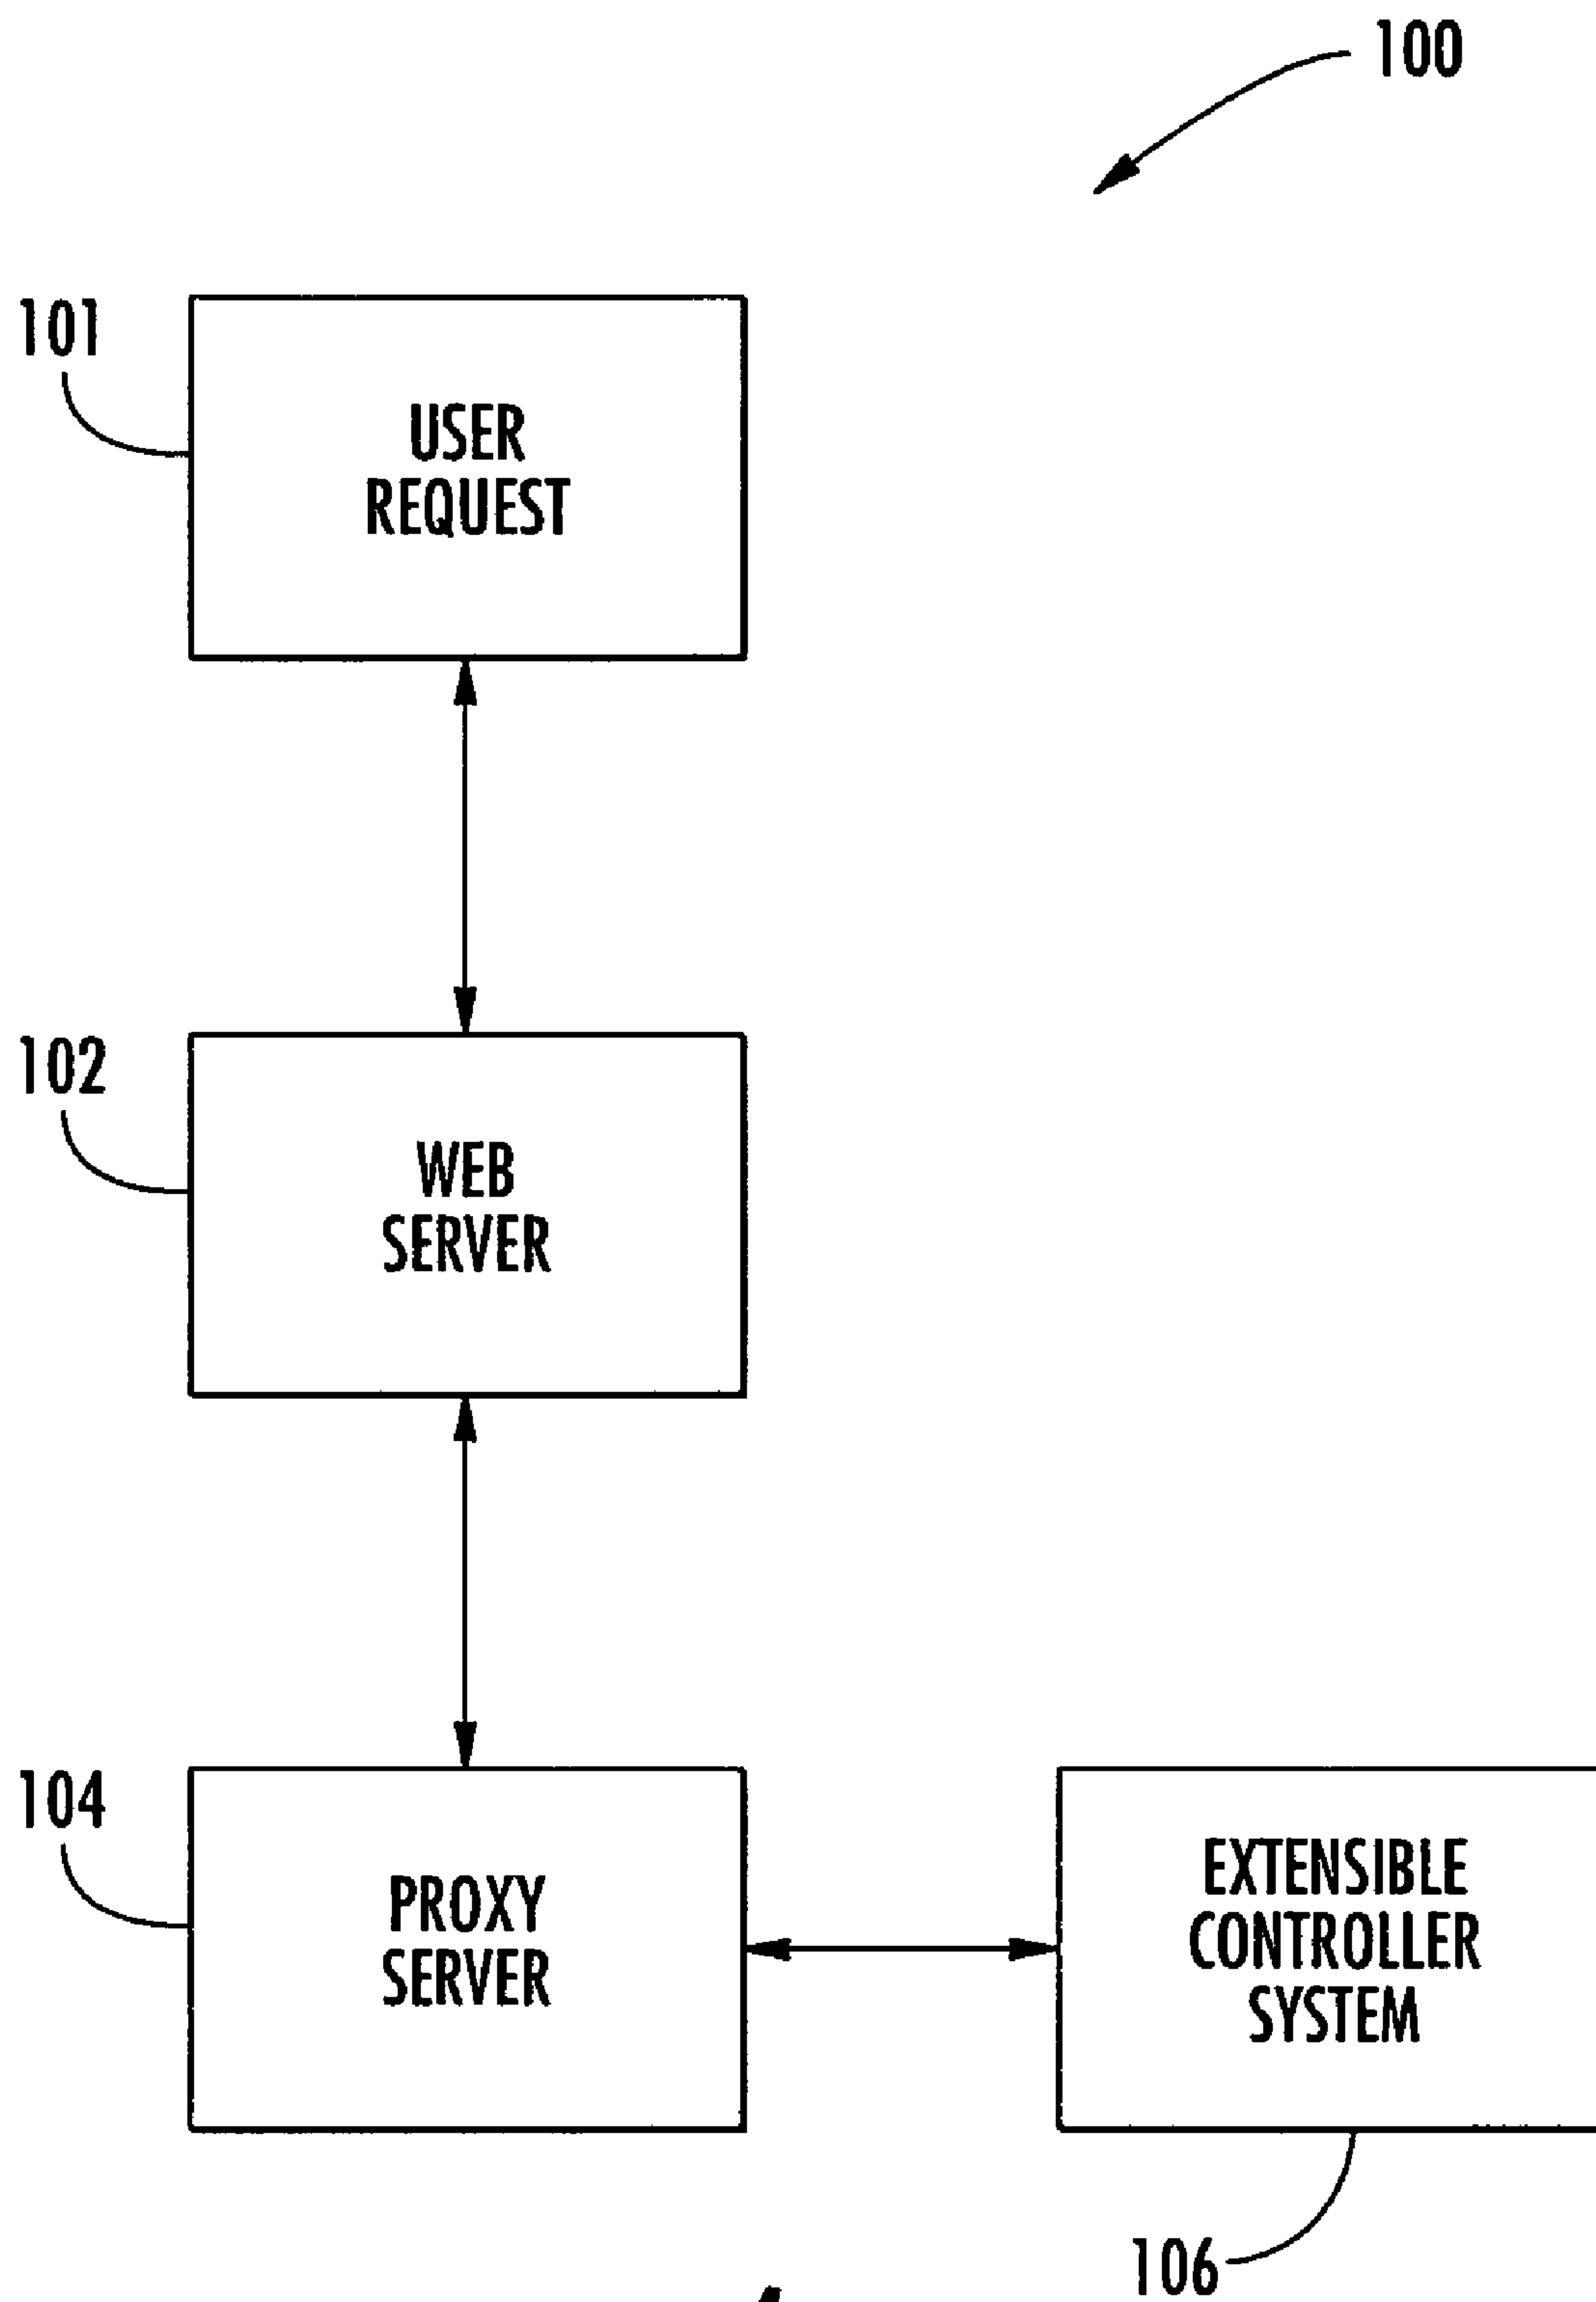 100
101
USER
REQUEST
102
WEB
SERVER
104
PROXY
SERVER
EXTENSIBLE
CONTROLLER
SYSTEM
106